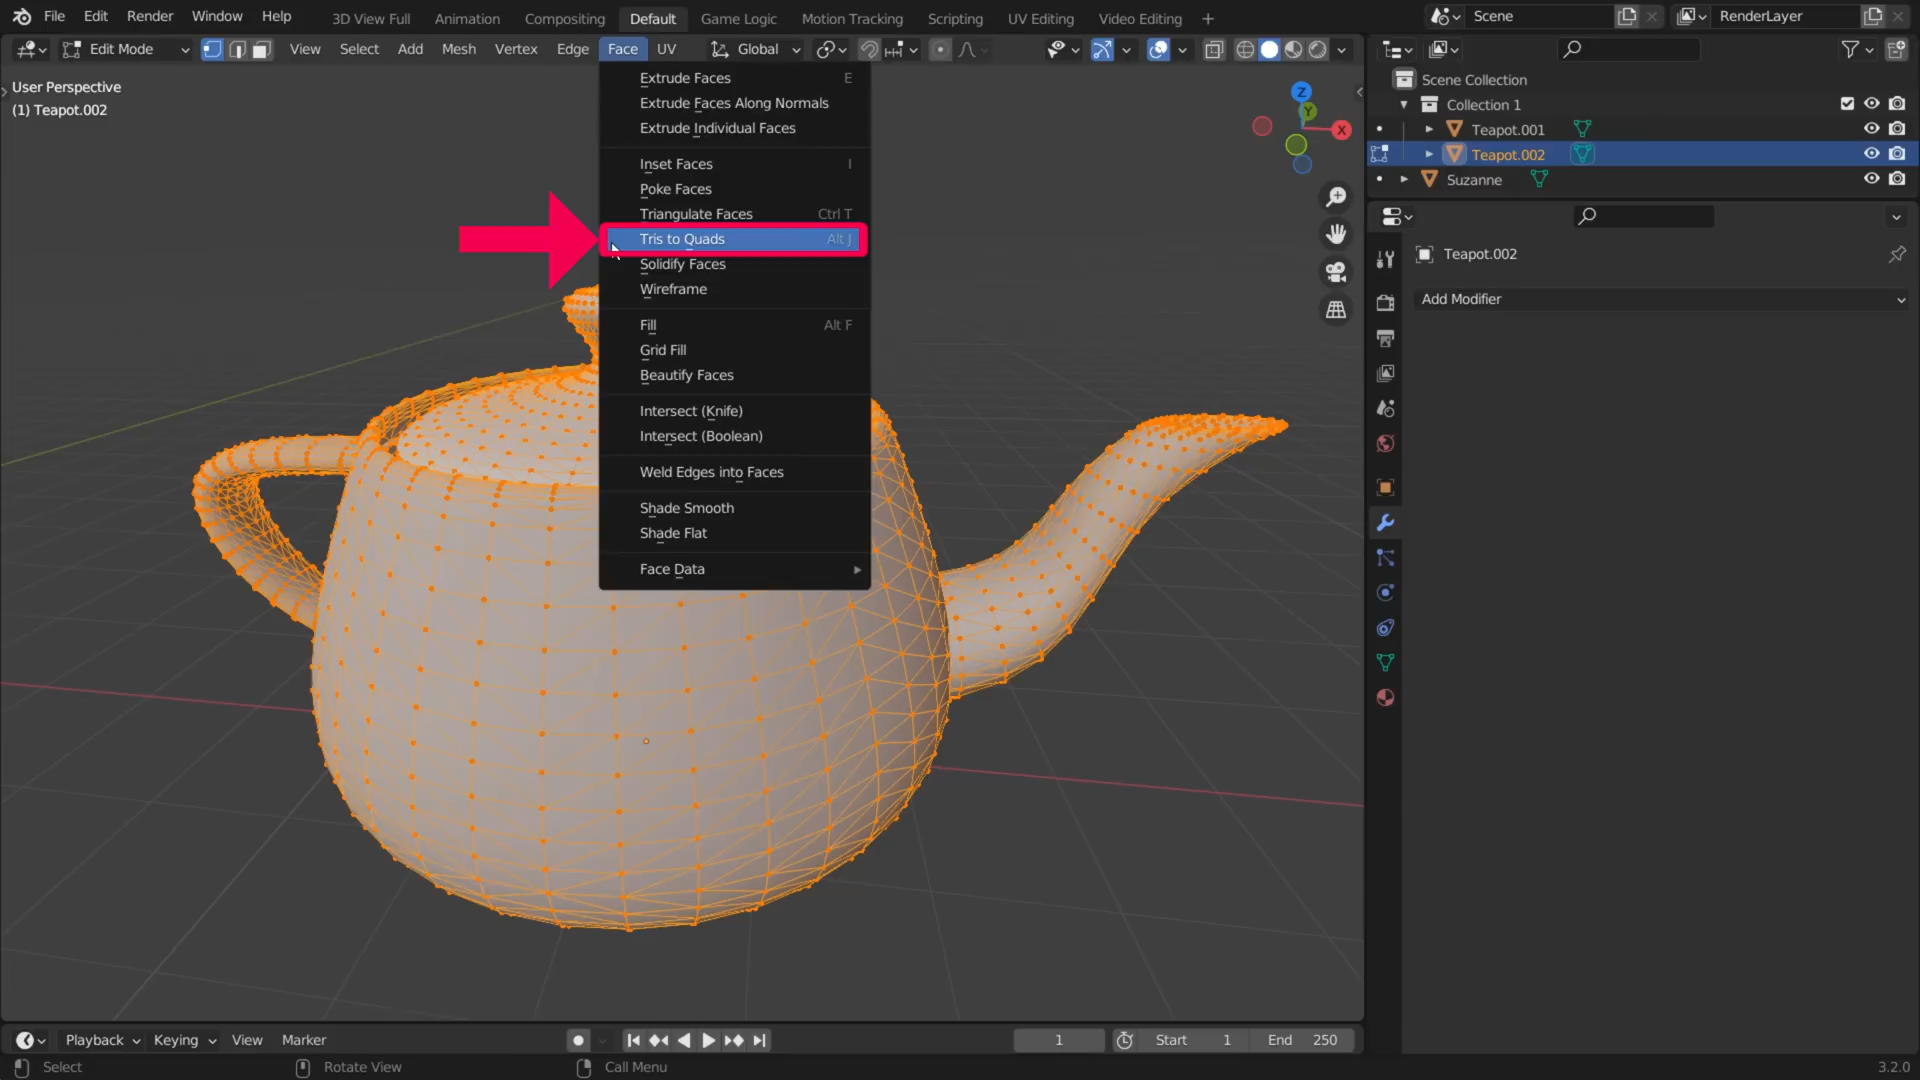 File Edit Render Window Help 3D View Full Animation Compositing Default Game Logic Motion Tracking Scripting UV Editing Video Editing + Scene RenderLayer
Edit Mode View Select Add Mesh Vertex Edge Face UV Global
User Perspective
(1) Teapot.002
Extrude Faces E
Extrude Faces Along Normals
Extrude Individual Faces
Inset Faces I
Poke Faces
Triangulate Faces Ctrl T
Tris to Quads Alt J
Solidify Faces
Wireframe
Fill Alt F
Grid Fill
Beautify Faces
Intersect (Knife)
Intersect (Boolean)
Weld Edges into Faces
Shade Smooth
Shade Flat
Face Data
Z
Y
X
Scene Collection
Collection 1
Teapot.001
Teapot.002
Suzanne
Teapot.002
Add Modifier
Playback Keying View Marker 1 Start 1 End 250
Select Rotate View Call Menu 3.2.0